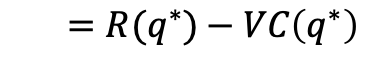 = R(q*) − VC(q*)